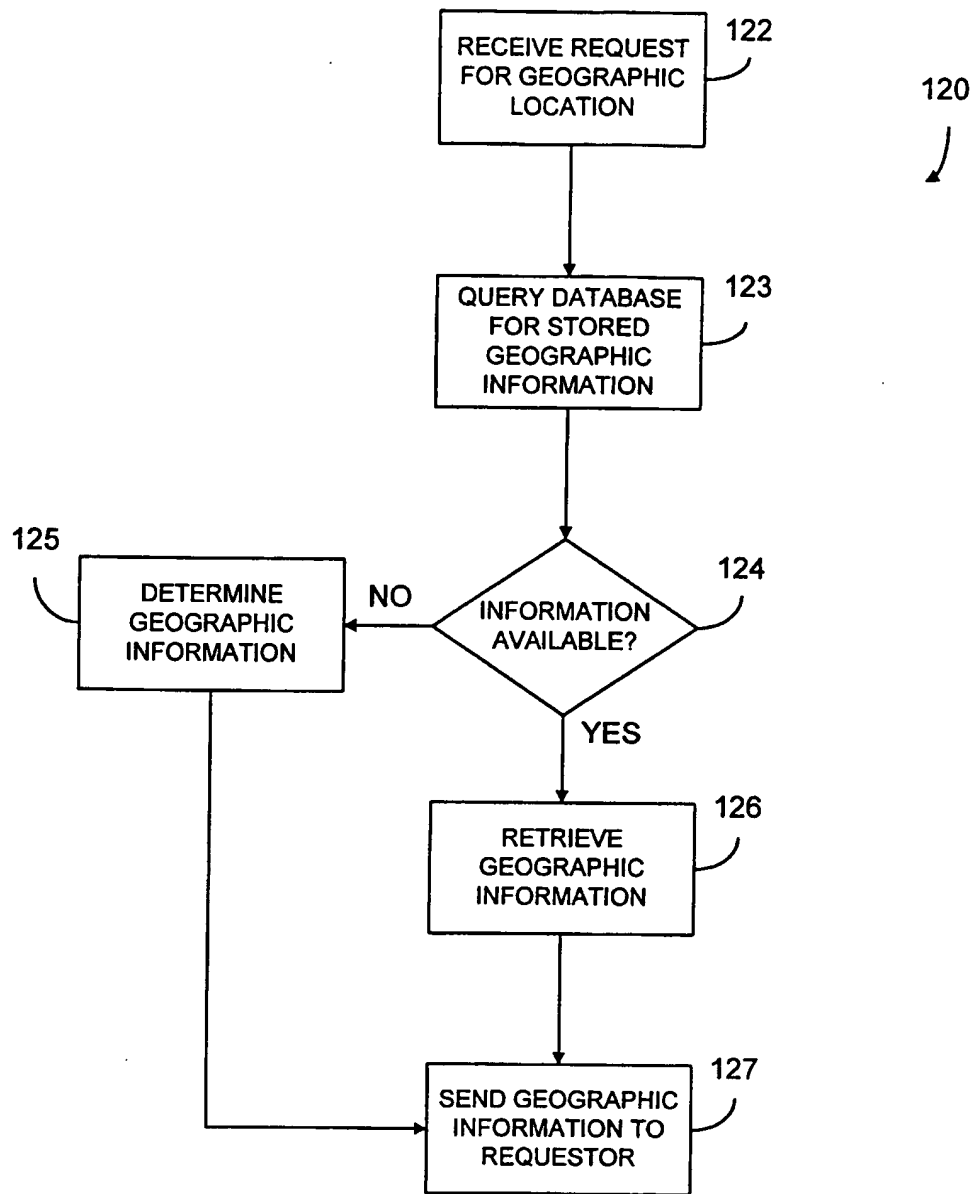 122
RECEIVE REQUEST
FOR GEOGRAPHIC
LOCATION
120
123
QUERY DATABASE
FOR STORED
GEOGRAPHIC
INFORMATION
124
INFORMATION
AVAILABLE?
125
DETERMINE
GEOGRAPHIC
INFORMATION
NO
YES
126
RETRIEVE
GEOGRAPHIC
INFORMATION
127
SEND GEOGRAPHIC
INFORMATION TO
REQUESTOR